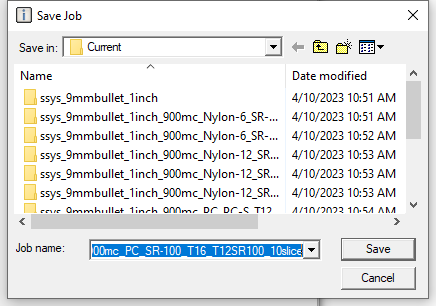 Save Job
Save in: Current
Name Date modified
ssys_9mmbullet_1inch 4/10/2023 10:51 AM
ssys_9mmbullet_1inch_900mc_Nylon-6_SR-... 4/10/2023 10:51 AM
ssys_9mmbullet_1inch_900mc_Nylon-6_SR-... 4/10/2023 10:52 AM
ssys_9mmbullet_1inch_900mc_Nylon-12_SR... 4/10/2023 10:53 AM
ssys_9mmbullet_1inch_900mc_Nylon-12_SR... 4/10/2023 10:53 AM
ssys_9mmbullet_1inch_900mc_Nylon-12_SR... 4/10/2023 10:53 AM
ssys_9mmbullet_1inch_900mc_PC_PC-S_T12... 4/10/2023 10:54 AM
Job name: 00mc_PC_SR-100_T16_T12SR100_10slice Save
Cancel